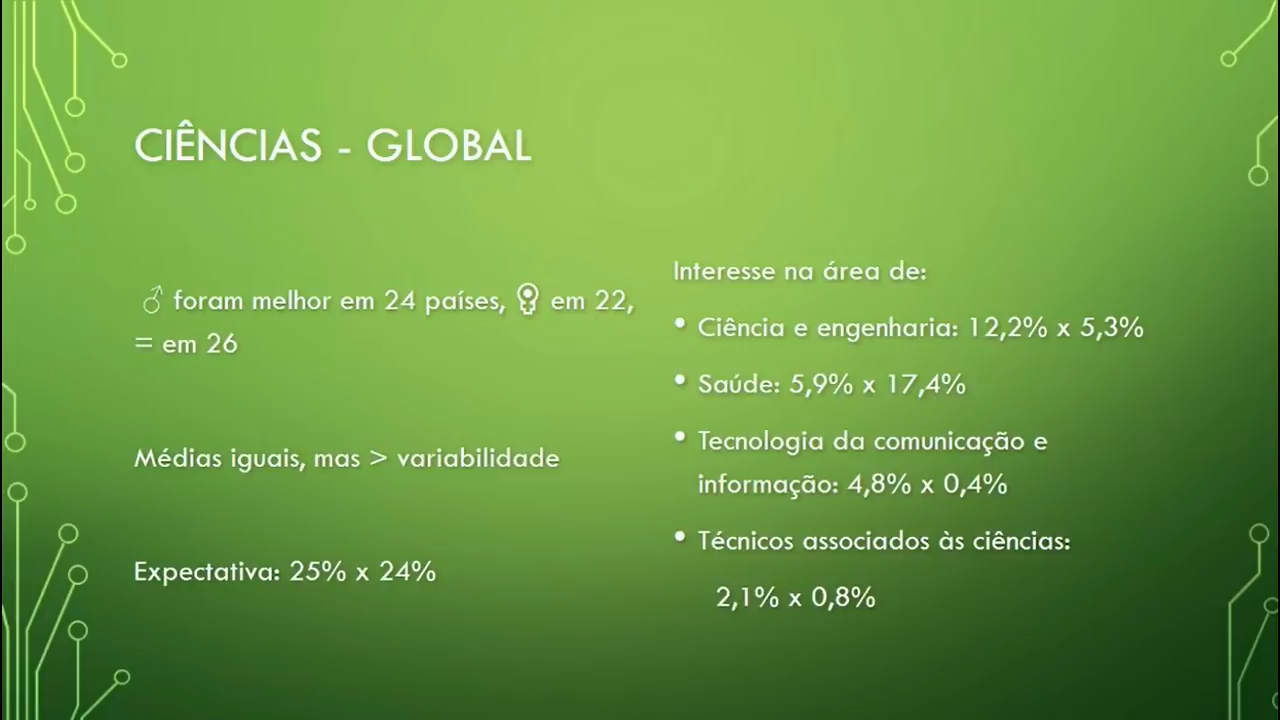 CIÊNCIAS - GLOBAL
♂ foram melhor em 24 países, ♀ em 22,
= em 26
Médias iguais, mas > variabilidade
Expectativa: 25% x 24%
Interesse na área de:
• Ciência e engenharia: 12,2% x 5,3%
• Saúde: 5,9% x 17,4%
• Tecnologia da comunicação e
informação: 4,8% x 0,4%
• Técnicos associados às ciências:
2,1% x 0,8%